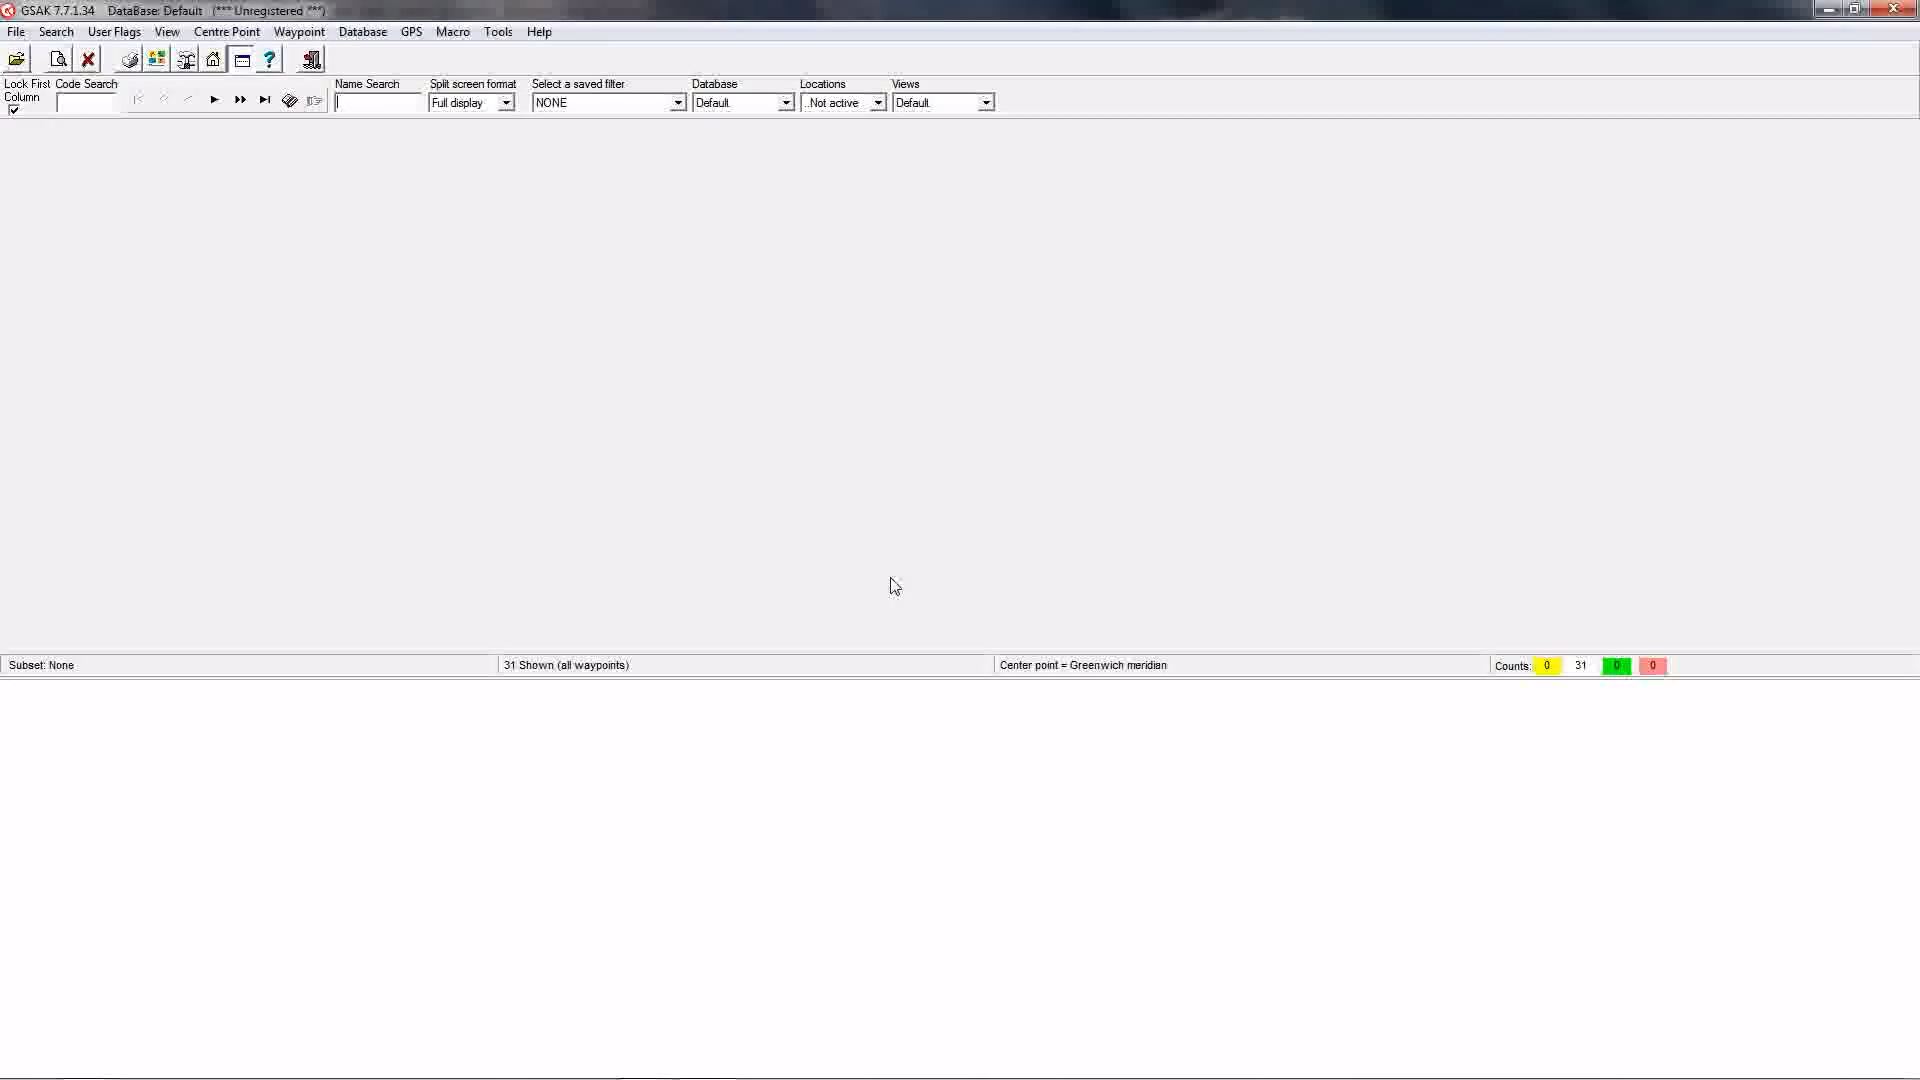 GSAK 7.7.1.34 DataBase: Default (*** Unregistered ***)
File Search User Flags View Centre Point Waypoint Database GPS Macro Tools Help
Lock First Column
Code Search
Name Search
Split screen format
Select a saved filter
Database
Locations
Views
Full display
NONE
Default
..Not active
Default
Subset: None
31 Shown (all waypoints)
Center point = Greenwich meridian
Counts: 0 31 0 0